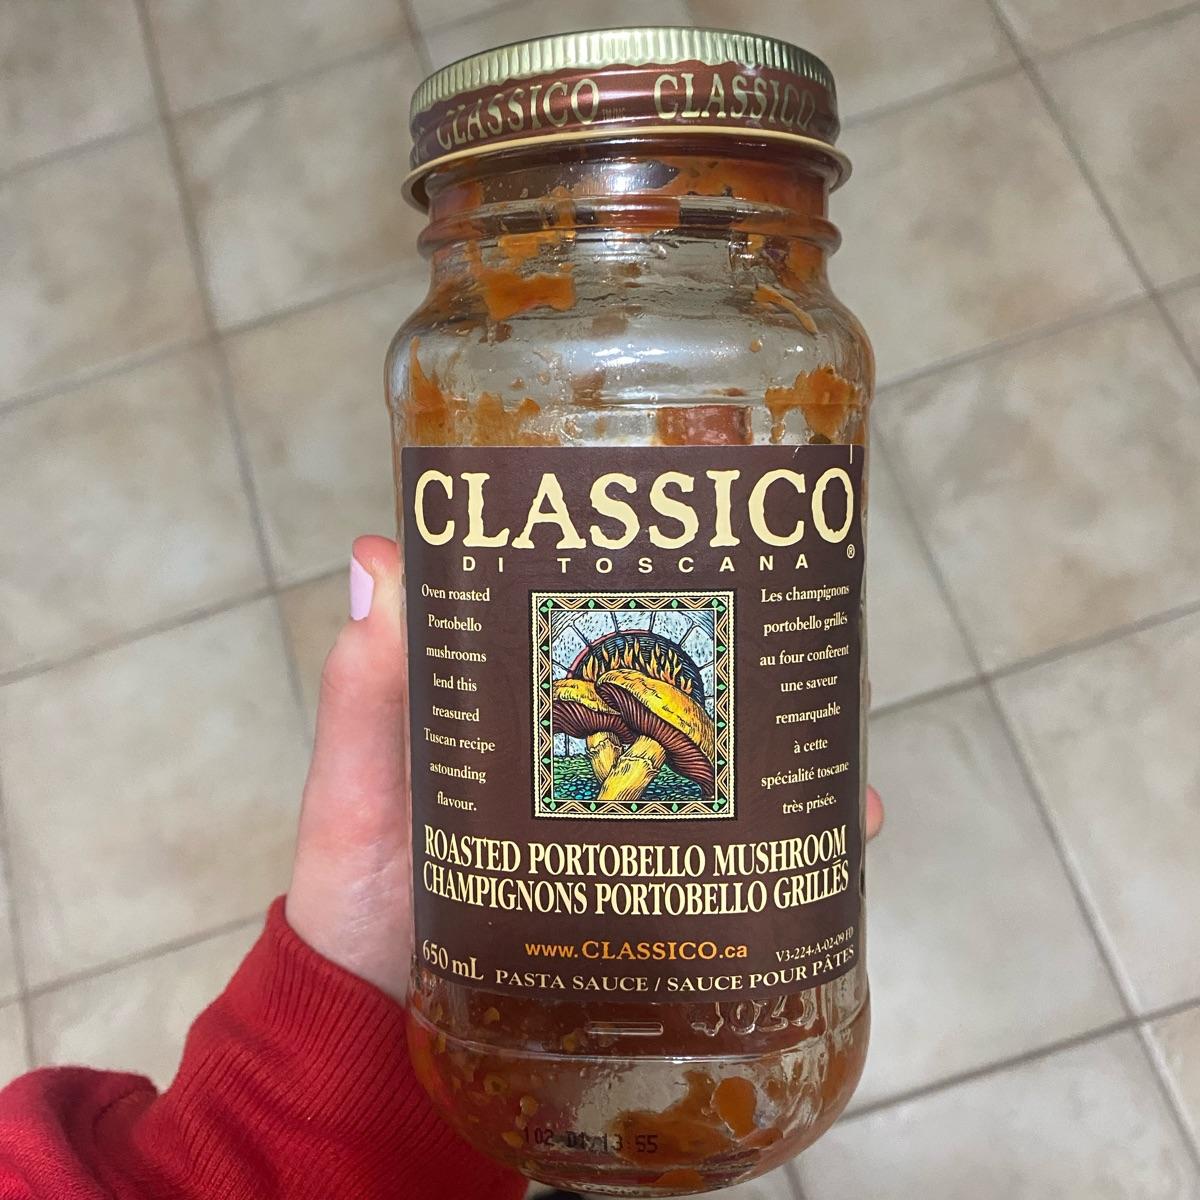 CLASSICO CLASSICO
CLASSICO®
DI TOSCANA
Oven roasted
Portobello
mushrooms
lend this
treasured
Tuscan recipe
astounding
flavour.
Les champignons
portobello grillés
au four confèrent
une saveur
remarquable
à cette
spécialité toscane
très prisée.
ROASTED PORTOBELLO MUSHROOM
CHAMPIGNONS PORTOBELLO GRILLÉS
www.CLASSICO.ca
V3-224-A-02-09 FD
650 mL PASTA SAUCE / SAUCE POUR PÂTES
4023